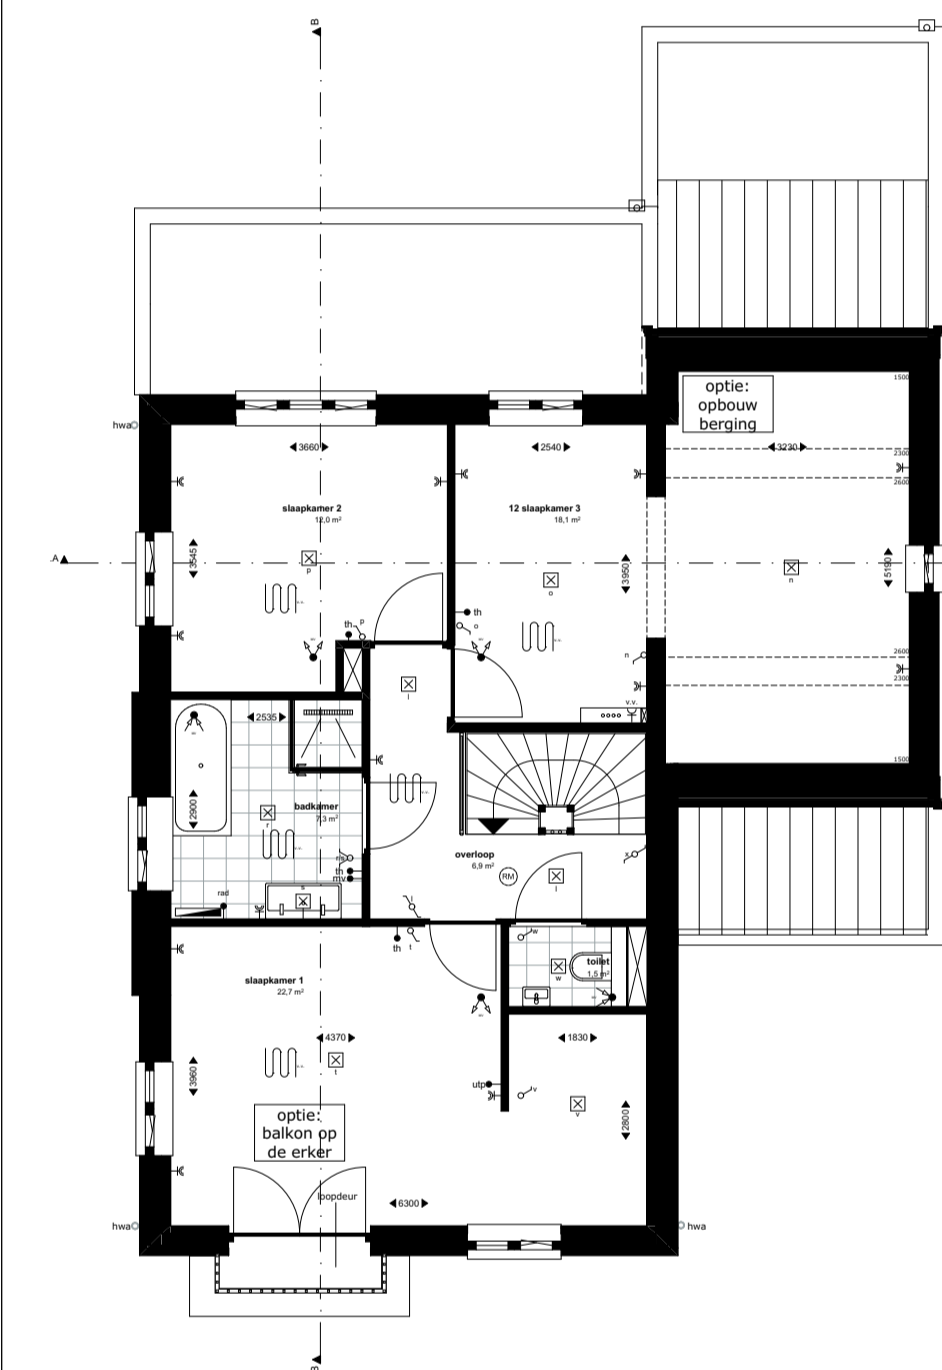 B
optie:
opbouw
berging
1500
hwa
3660
2540
3230
2300
2600
slaapkamer 2
12,0 m²
12 slaapkamer 3
18,1 m²
A
3545
p
o
3950
n
5190
th
p
th
o
n
2600
2300
l
v.v.
2535
2900
badkamer
7,3 m²
r
1500
overloop
6,9 m²
x
th
mv
RM
l
s
rad
l
t
th
w
toilet
1,5 m²
w
slaapkamer 1
22,7 m²
4370
t
1830
3960
utp
v
v
2800
optie:
balkon op
de erker
loopdeur
6300
hwa
hwa
B